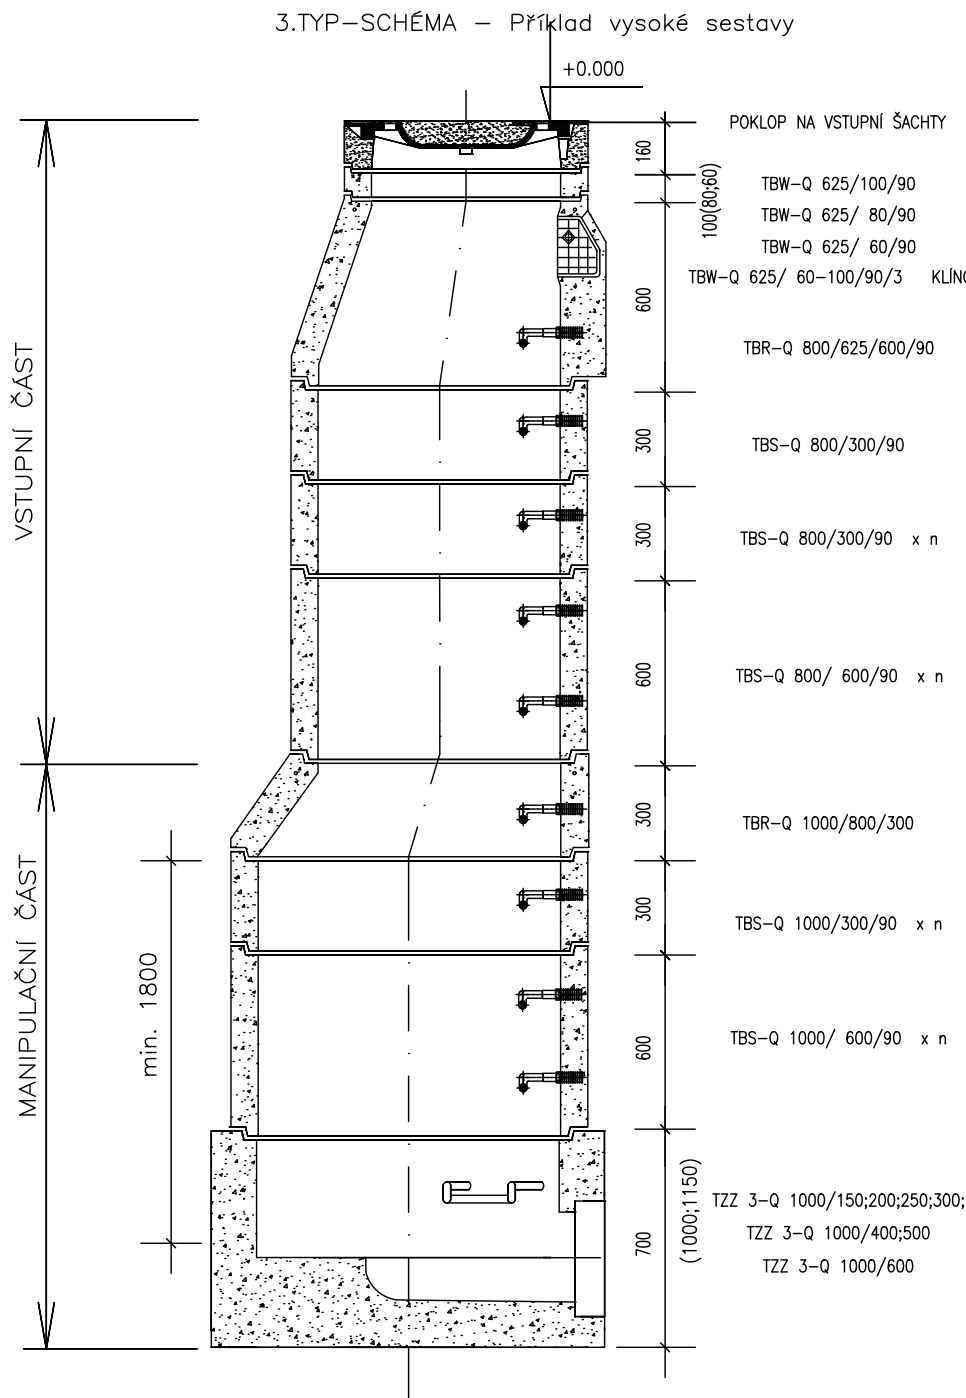 3.TYP-SCHÉMA - Příklad vysoké sestavy
+0.000
POKLOP NA VSTUPNÍ ŠACHTY
160
100(80;60)
TBW-Q 625/100/90
TBW-Q 625/ 80/90
TBW-Q 625/ 60/90
TBW-Q 625/ 60-100/90/3
600
TBR-Q 800/625/600/90
VSTUPNÍ ČÁST
300
TBS-Q 800/300/90
300
TBS-Q 800/300/90 x n
600
TBS-Q 800/ 600/90 x n
300
TBR-Q 1000/800/300
MANIPULAČNÍ ČÁST
min. 1800
300
TBS-Q 1000/300/90 x n
600
TBS-Q 1000/ 600/90 x n
700
(1000;1150)
TZZ 3-Q 1000/150;200;250;300;
TZZ 3-Q 1000/400;500
TZZ 3-Q 1000/600